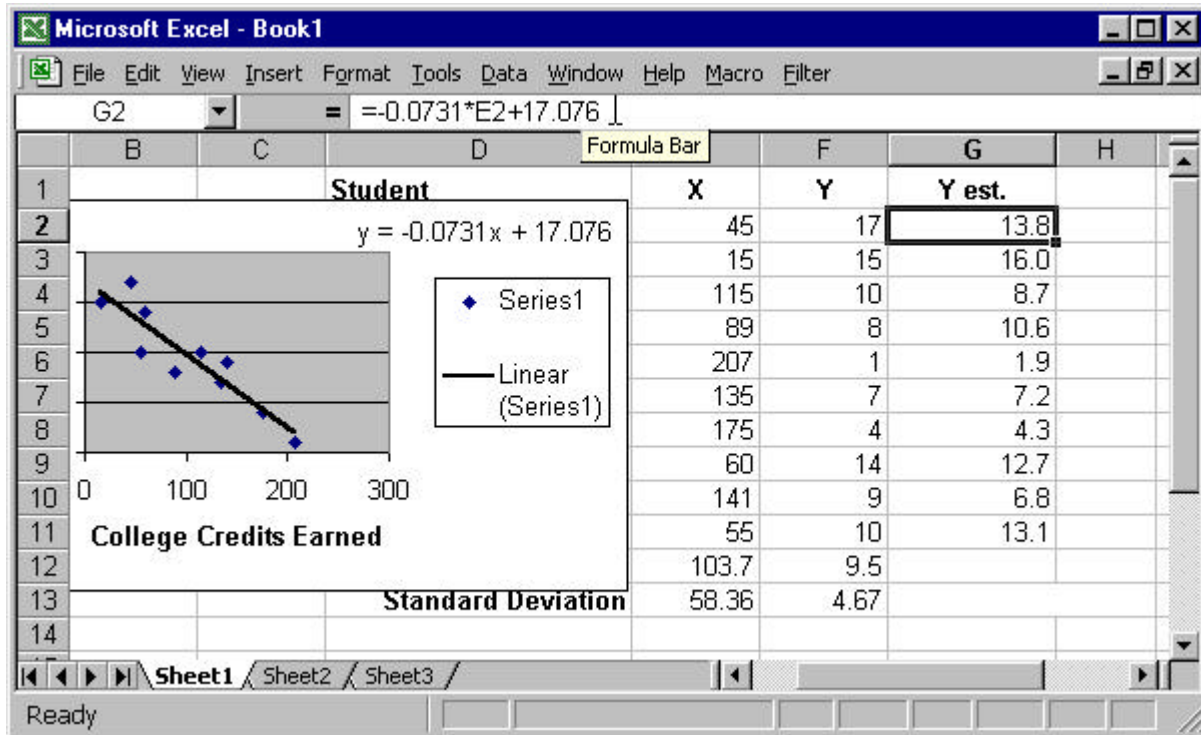 Microsoft Excel - Book1
File Edit View Insert Format Tools Data Window Help Macro Filter
G2 = =-0.0731*E2+17.076
Formula Bar
B C D F G H
1 Student X Y Y est.
2 45 17 13.8
3 15 15 16.0
4 115 10 8.7
5 89 8 10.6
6 207 1 1.9
7 135 7 7.2
8 175 4 4.3
9 60 14 12.7
10 141 9 6.8
11 55 10 13.1
12 103.7 9.5
13 Standard Deviation 58.36 4.67
14
y = -0.0731x + 17.076
Series1
Linear
(Series1)
0 100 200 300
College Credits Earned
Sheet1 Sheet2 Sheet3
Ready